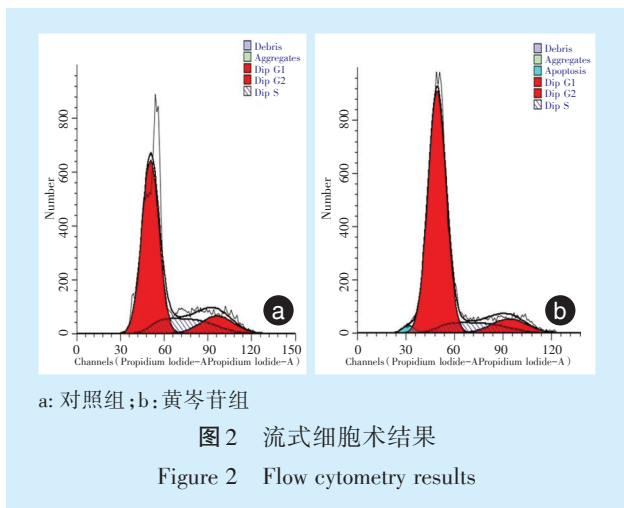 Debris
Aggregates
Dip G1
Dip G2
Dip S
Number
800
600
400
200
0
0 30 60 90 120 150
Channels (Propidium Iodide-APropidium Iodide-A)
a
Debris
Aggregates
Apoptosis
Dip G1
Dip G2
Dip S
Number
800
600
400
200
0
0 30 60 90 120
Channels (Propidium Iodide-APropidium Iodide-A)
b
a: 对照组;b:黄芩苷组
图2 流式细胞术结果
Figure 2 Flow cytometry results